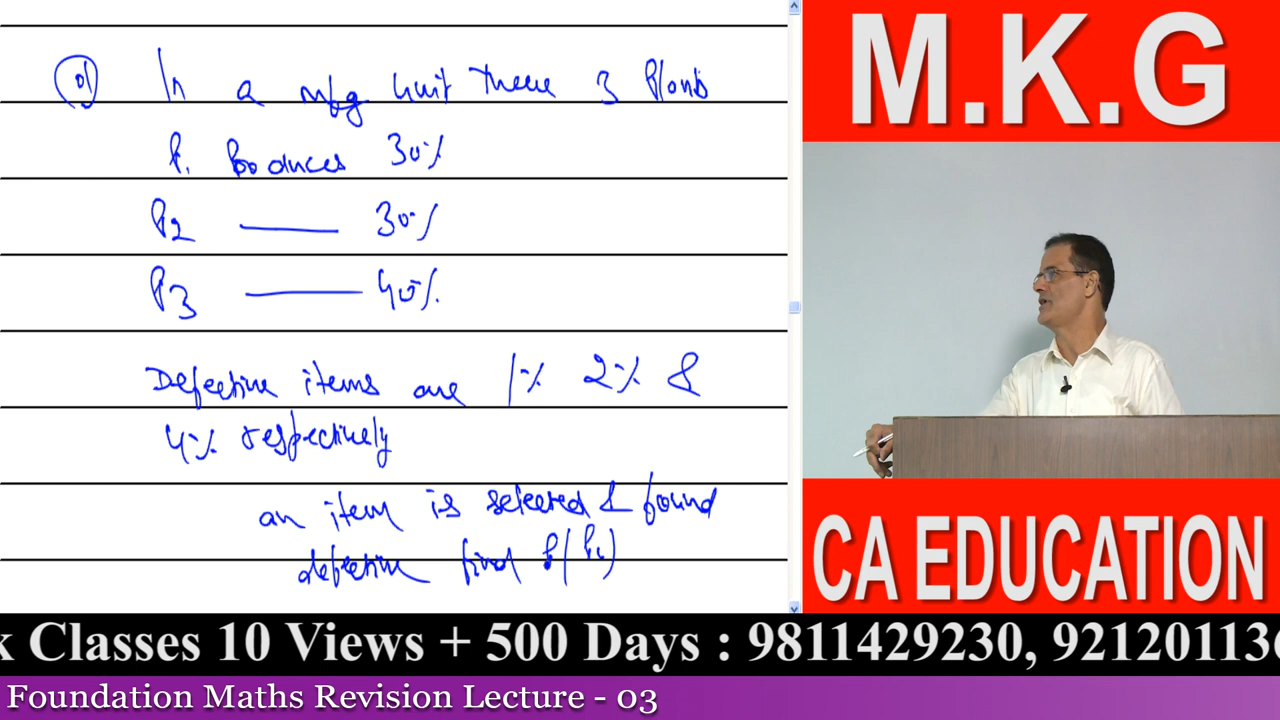 Q) In a mfg unit there 3 Plants
P1 Produces 30%
P2 —— 30%
P3 —— 40%
Defective items are 1% 2% &
4% respectively
an item is selected & found
defective find P(
M.K.G
CA EDUCATION
x Classes 10 Views + 500 Days : 9811429230, 921201136
Foundation Maths Revision Lecture - 03